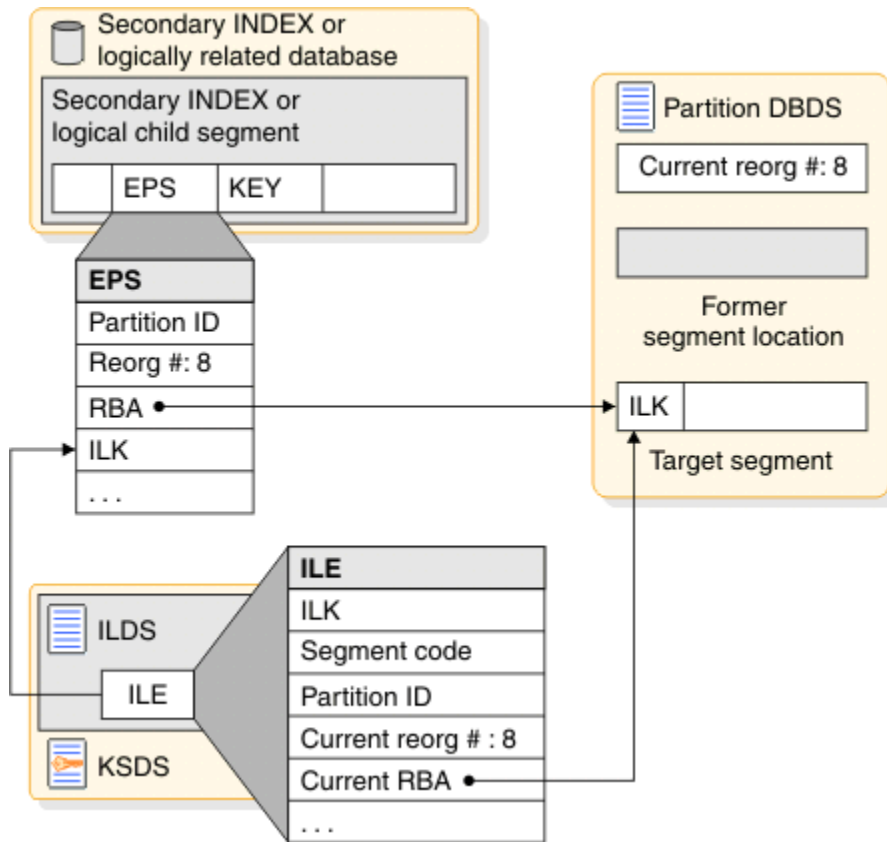 Secondary INDEX or
logically related database
Secondary INDEX or
logical child segment
EPS KEY
EPS
Partition ID
Reorg #: 8
RBA
ILK
. . .
Partition DBDS
Current reorg #: 8
Former
segment location
ILK
Target segment
ILDS
ILE
KSDS
ILE
ILK
Segment code
Partition ID
Current reorg # : 8
Current RBA
. . .